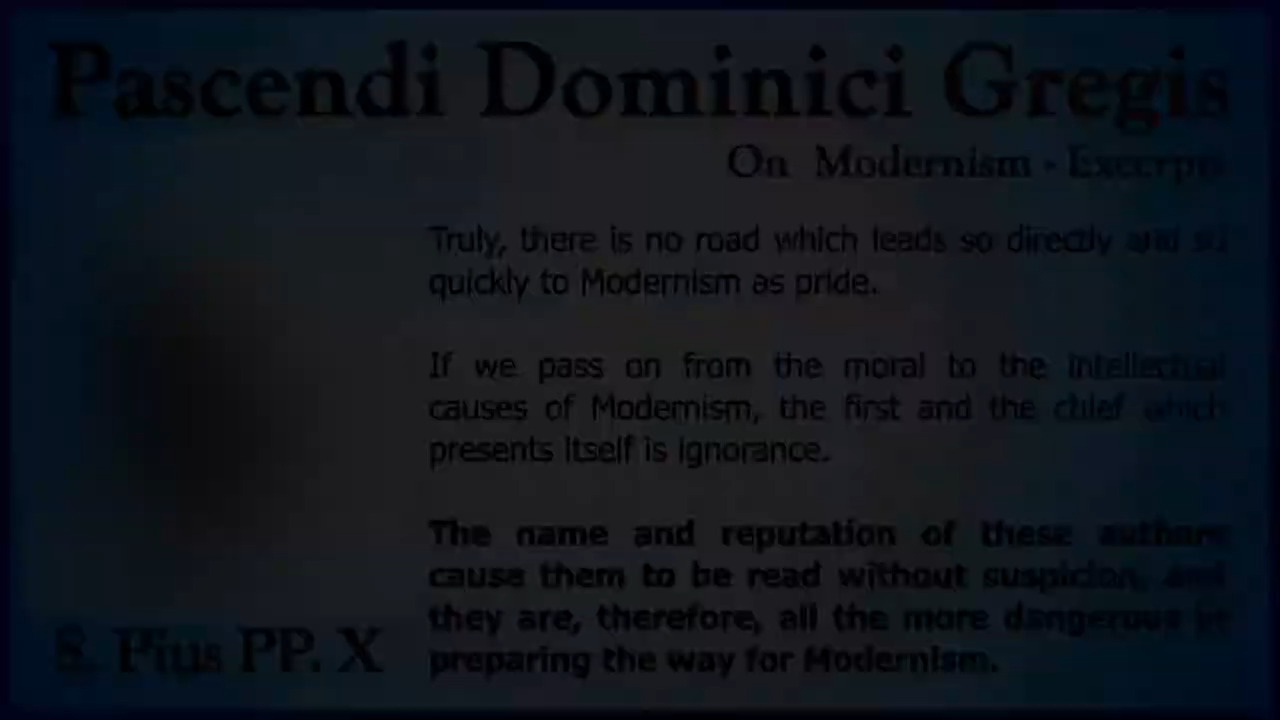 Pascendi Dominici Gregis
On Modernism - Excerpts
Truly, there is no road which leads so directly and so
quickly to Modernism as pride.
If we pass on from the moral to the intellectual
causes of Modernism, the first and the chief which
presents itself is ignorance.
The name and reputation of these authors
cause them to be read without suspicion, and
they are, therefore, all the more dangerous in
preparing the way for Modernism.
S. Pius PP. X